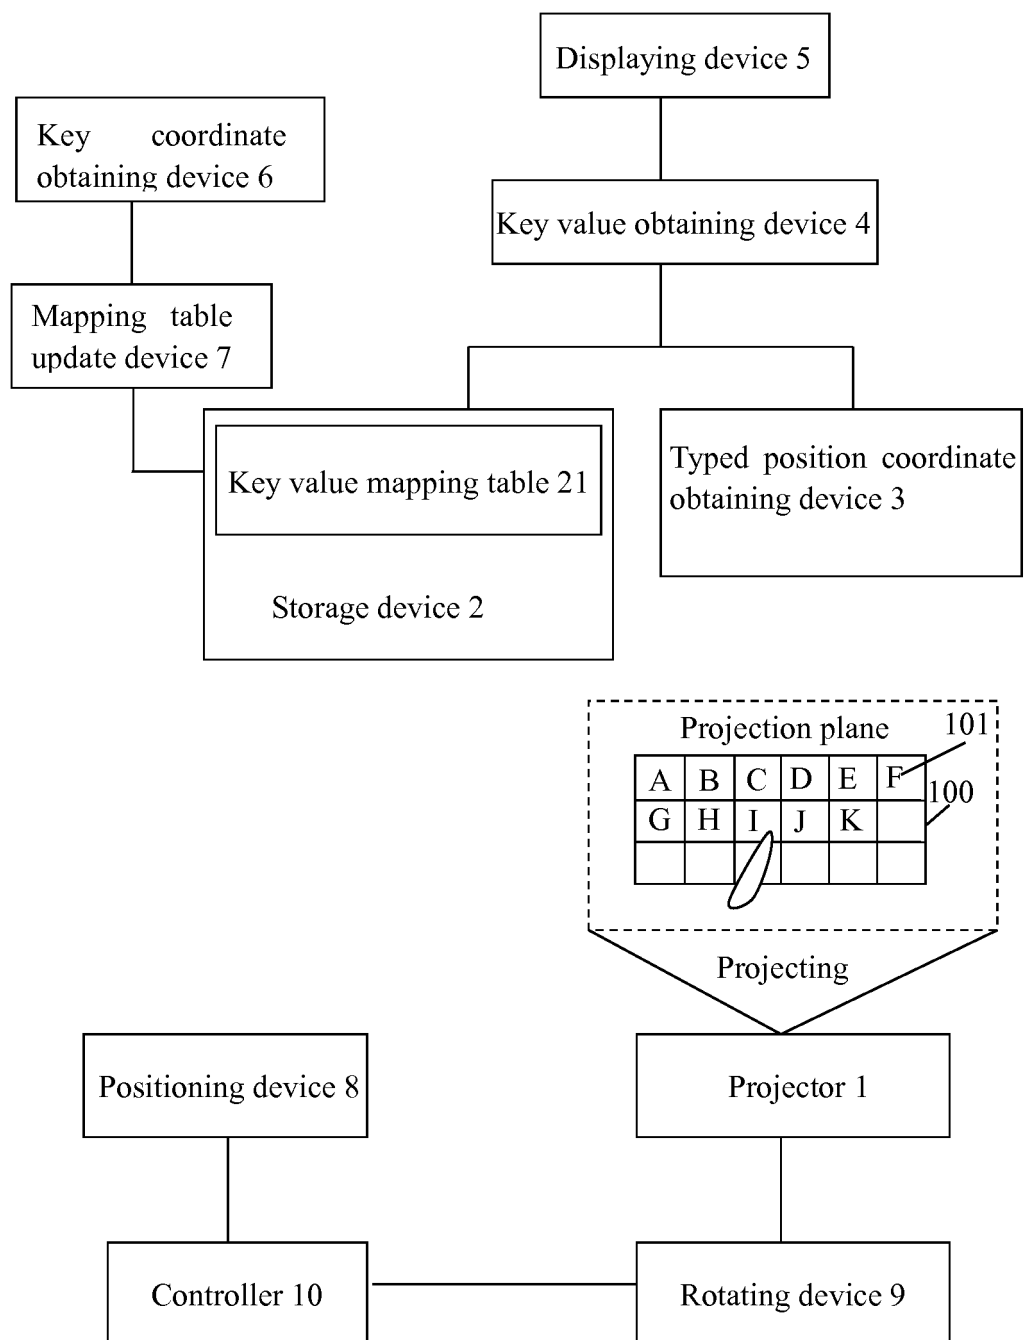 Displaying device 5
Key coordinate
obtaining device 6
Key value obtaining device 4
Mapping table
update device 7
Key value mapping table 21
Storage device 2
Typed position coordinate
obtaining device 3
Projection plane
101
A B C D E F
100
G H I J K
Projecting
Positioning device 8
Projector 1
Controller 10
Rotating device 9